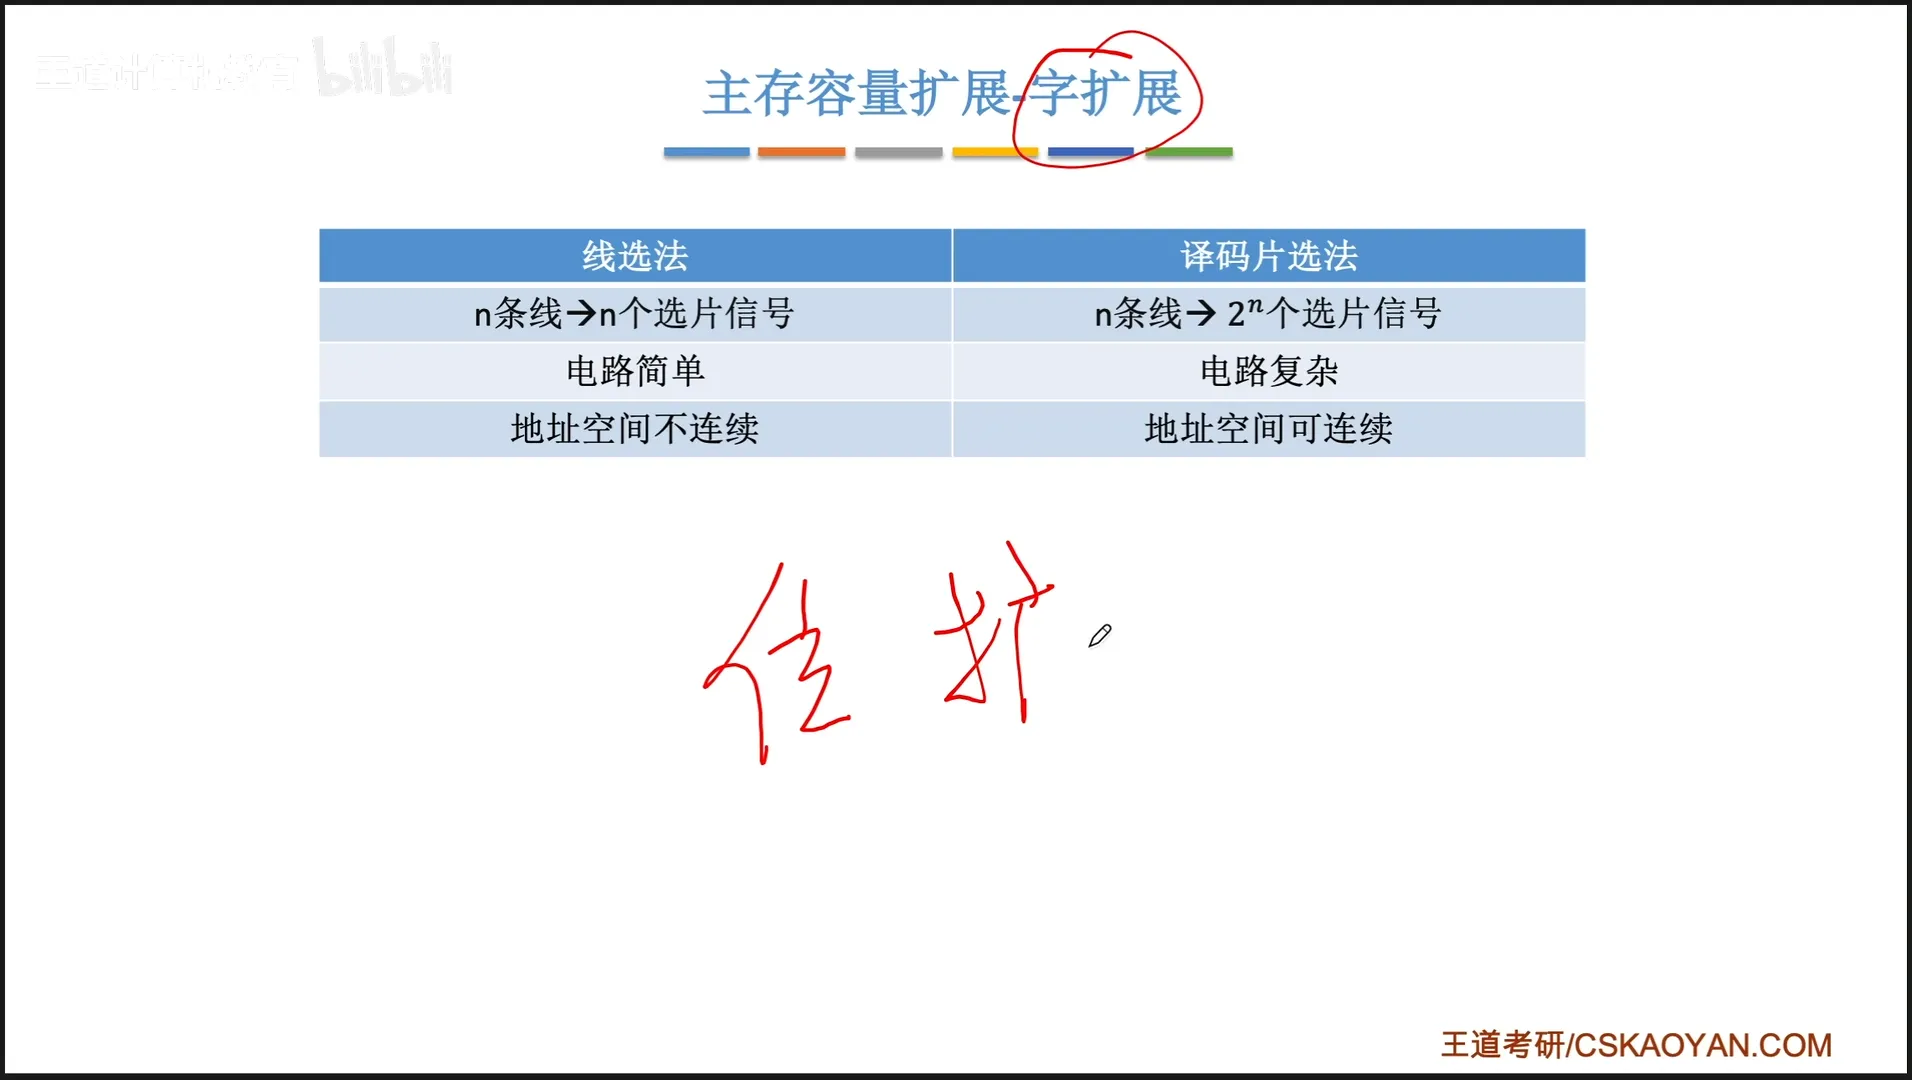 王道计算机教育 bilibili
主存容量扩展-字扩展
线选法 译码片选法
n条线→n个选片信号 n条线→ 2ⁿ个选片信号
电路简单 电路复杂
地址空间不连续 地址空间可连续
位 扩
王道考研/CSKAOYAN.COM